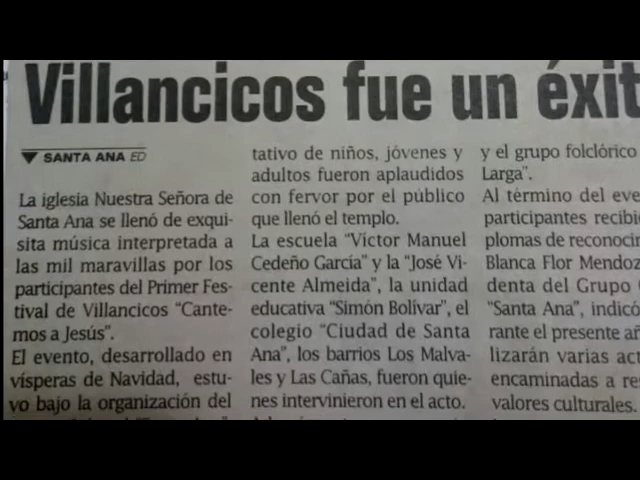 Villancicos fue un éxit
SANTA ANA ED
La iglesia Nuestra Señora de
Santa Ana se llenó de exqui-
sita música interpretada a
las mil maravillas por los
participantes del Primer Fes-
tival de Villancicos “Cante-
mos a Jesús”.
El evento, desarrollado en
vísperas de Navidad, estu-
vo bajo la organización del
tativo de niños, jóvenes y
adultos fueron aplaudidos
con fervor por el público
que llenó el templo.
La escuela “Víctor Manuel
Cedeño García” y la “José Vi-
cente Almeida”, la unidad
educativa “Simón Bolívar”, el
colegio “Ciudad de Santa
Ana”, los barrios Los Malva-
les y Las Cañas, fueron quie-
nes intervinieron en el acto.
y el grupo folclórico
Larga”.
Al término del eve
participantes recibie
plomas de reconocin
Blanca Flor Mendoz
denta del Grupo
“Santa Ana”, indicó
rante el presente añ
lizarán varias act
encaminadas a res
valores culturales.